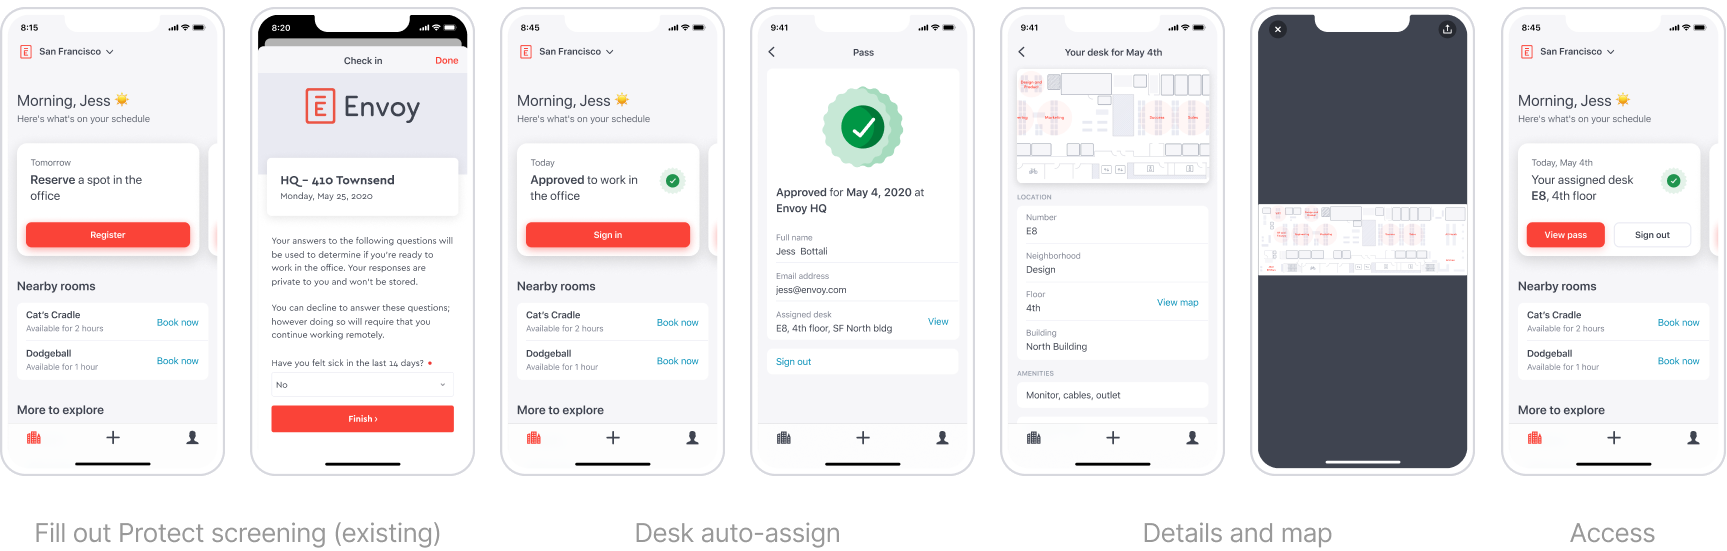 8:15
San Francisco
Morning, Jess
Here's what's on your schedule
Tomorrow
Reserve a spot in the
office
Register
Nearby rooms
Cat's Cradle
Available for 2 hours
Book now
Dodgeball
Available for 1 hour
Book now
More to explore
8:20
Check in
Done
Envoy
HQ – 410 Townsend
Monday, May 25, 2020
Your answers to the following questions will
be used to determine if you're ready to
work in the office. Your responses are
private to you and won't be stored.
You can decline to answer these questions;
however doing so will require that you
continue working remotely.
Have you felt sick in the last 14 days?
No
Finish ›
8:45
San Francisco
Morning, Jess
Here's what's on your schedule
Today
Approved to work in
the office
Sign in
Nearby rooms
Cat's Cradle
Available for 2 hours
Book now
Dodgeball
Available for 1 hour
Book now
More to explore
9:41
Pass
Approved for May 4, 2020 at
Envoy HQ
Full name
Jess Bottali
Email address
jess@envoy.com
Assigned desk
E8, 4th floor, SF North bldg
View
Sign out
9:41
Your desk for May 4th
Marketing
LOCATION
Number
E8
Neighborhood
Design
Floor
4th
View map
Building
North Building
AMENITIES
Monitor, cables, outlet
8:45
San Francisco
Morning, Jess
Here's what's on your schedule
Today, May 4th
Your assigned desk
E8, 4th floor
View pass
Sign out
Nearby rooms
Cat's Cradle
Available for 2 hours
Book now
Dodgeball
Available for 1 hour
Book now
More to explore
Fill out Protect screening (existing)
Desk auto-assign
Details and map
Access